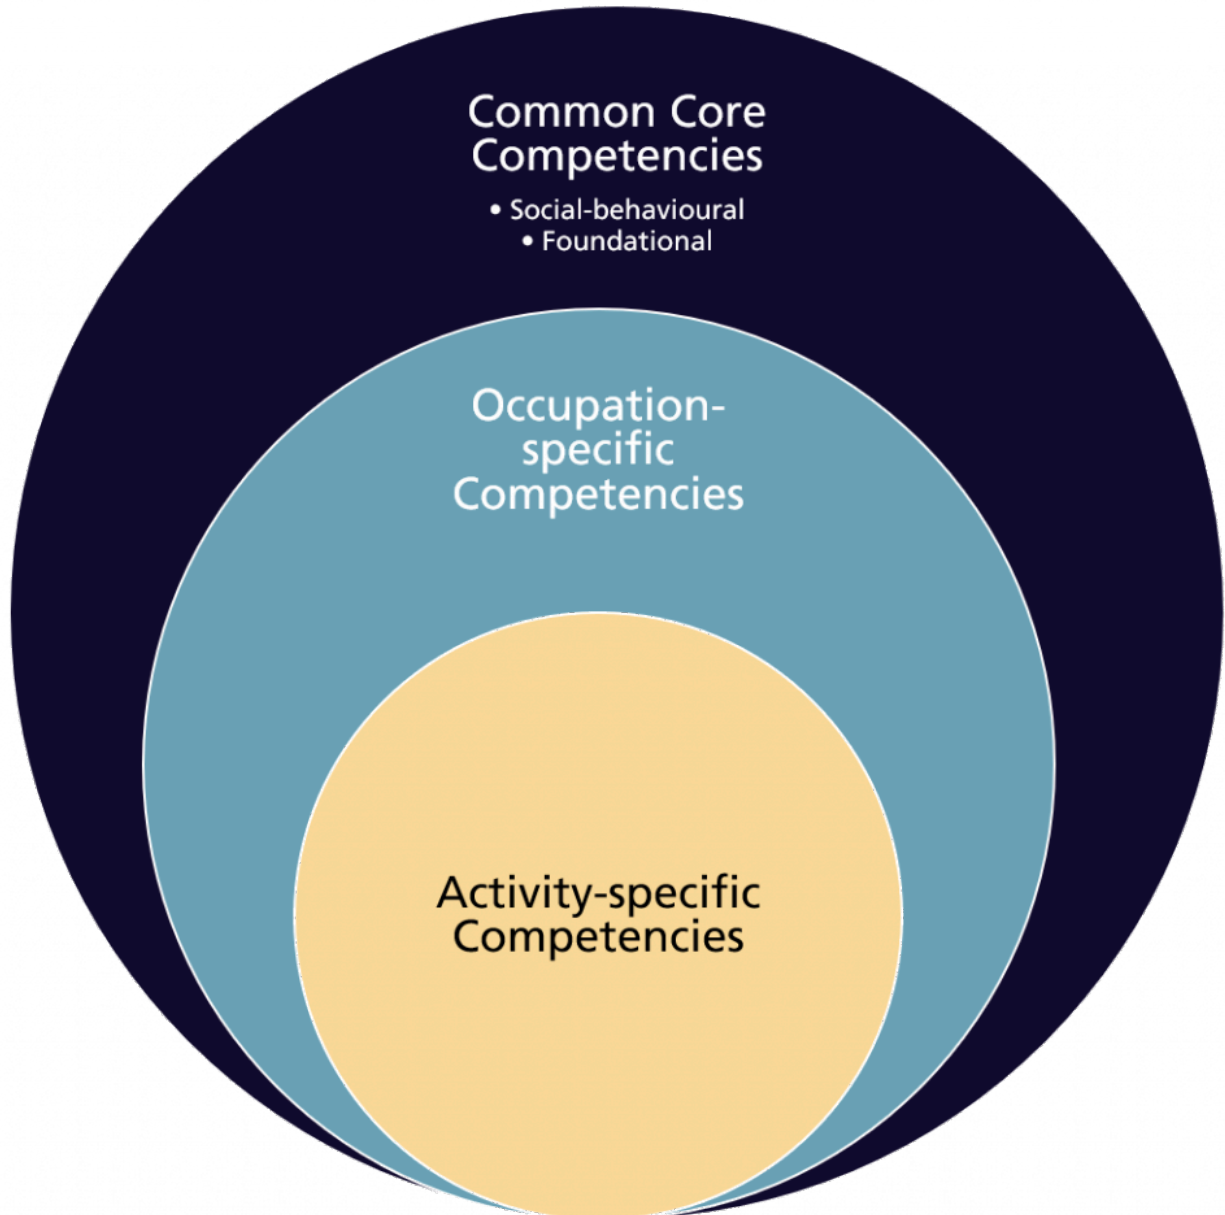 Common Core
Competencies
• Social-behavioural
• Foundational
Occupation-
specific
Competencies
Activity-specific
Competencies